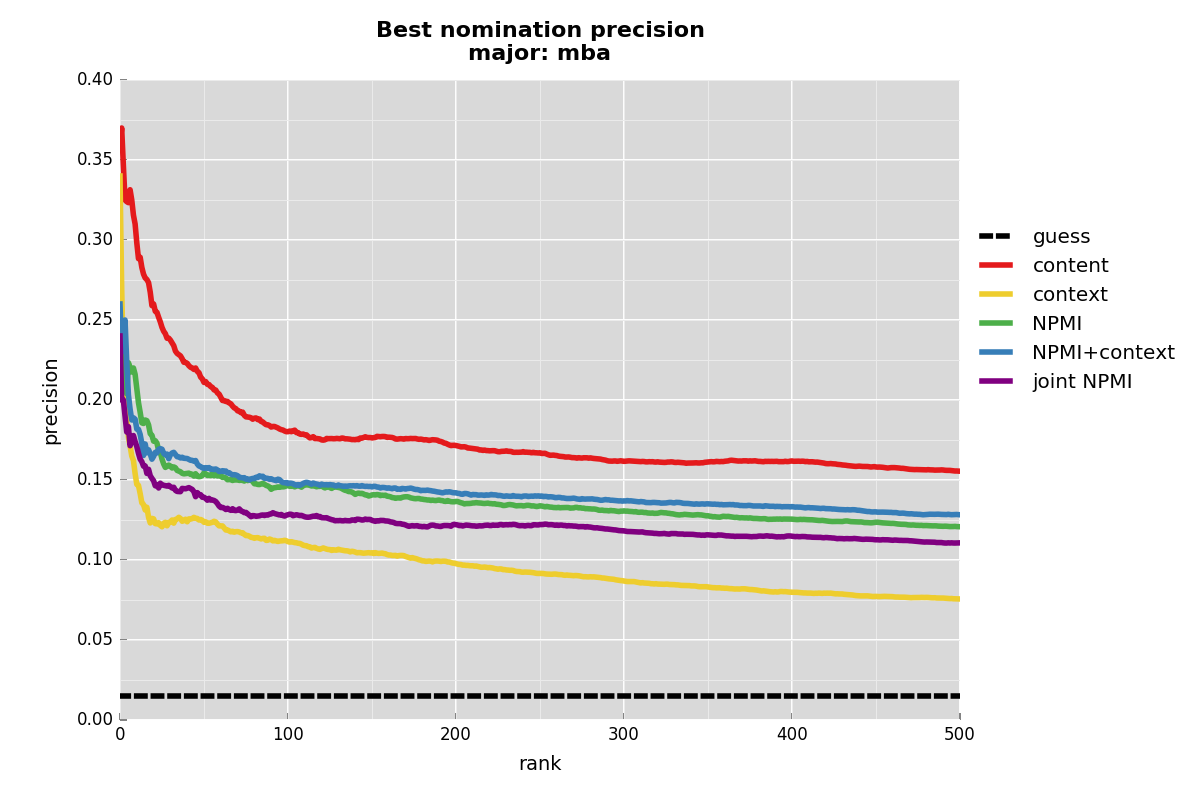 Best nomination precision
major: mba
precision
0.40
0.35
0.30
0.25
0.20
0.15
0.10
0.05
0.00
0 100 200 300 400 500
rank
guess
content
context
NPMI
NPMI+context
joint NPMI